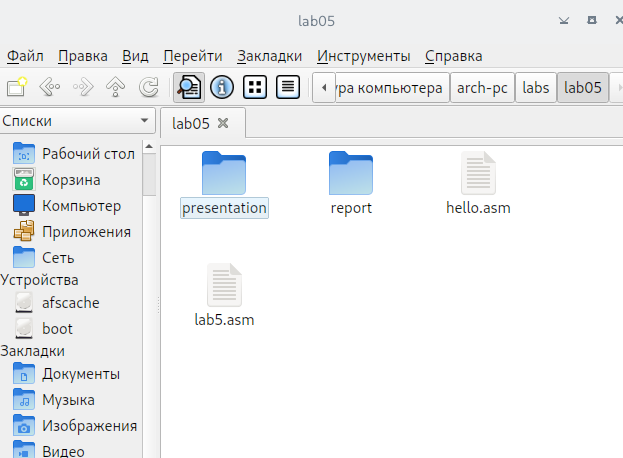 lab05
Файл Правка Вид Перейти Закладки Инструменты Справка
ура компьютера arch-pc labs lab05
Списки
lab05
Рабочий стол
Корзина
Компьютер
Приложения
Сеть
Устройства
afscache
boot
Закладки
Документы
Музыка
Изображения
Видео
presentation report hello.asm
lab5.asm